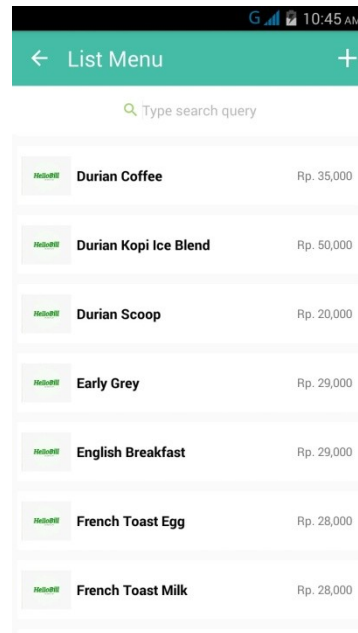 G 10:45 AM
List Menu
Type search query
HelloBill Durian Coffee Rp. 35,000
HelloBill Durian Kopi Ice Blend Rp. 50,000
HelloBill Durian Scoop Rp. 20,000
HelloBill Early Grey Rp. 29,000
HelloBill English Breakfast Rp. 29,000
HelloBill French Toast Egg Rp. 28,000
HelloBill French Toast Milk Rp. 28,000